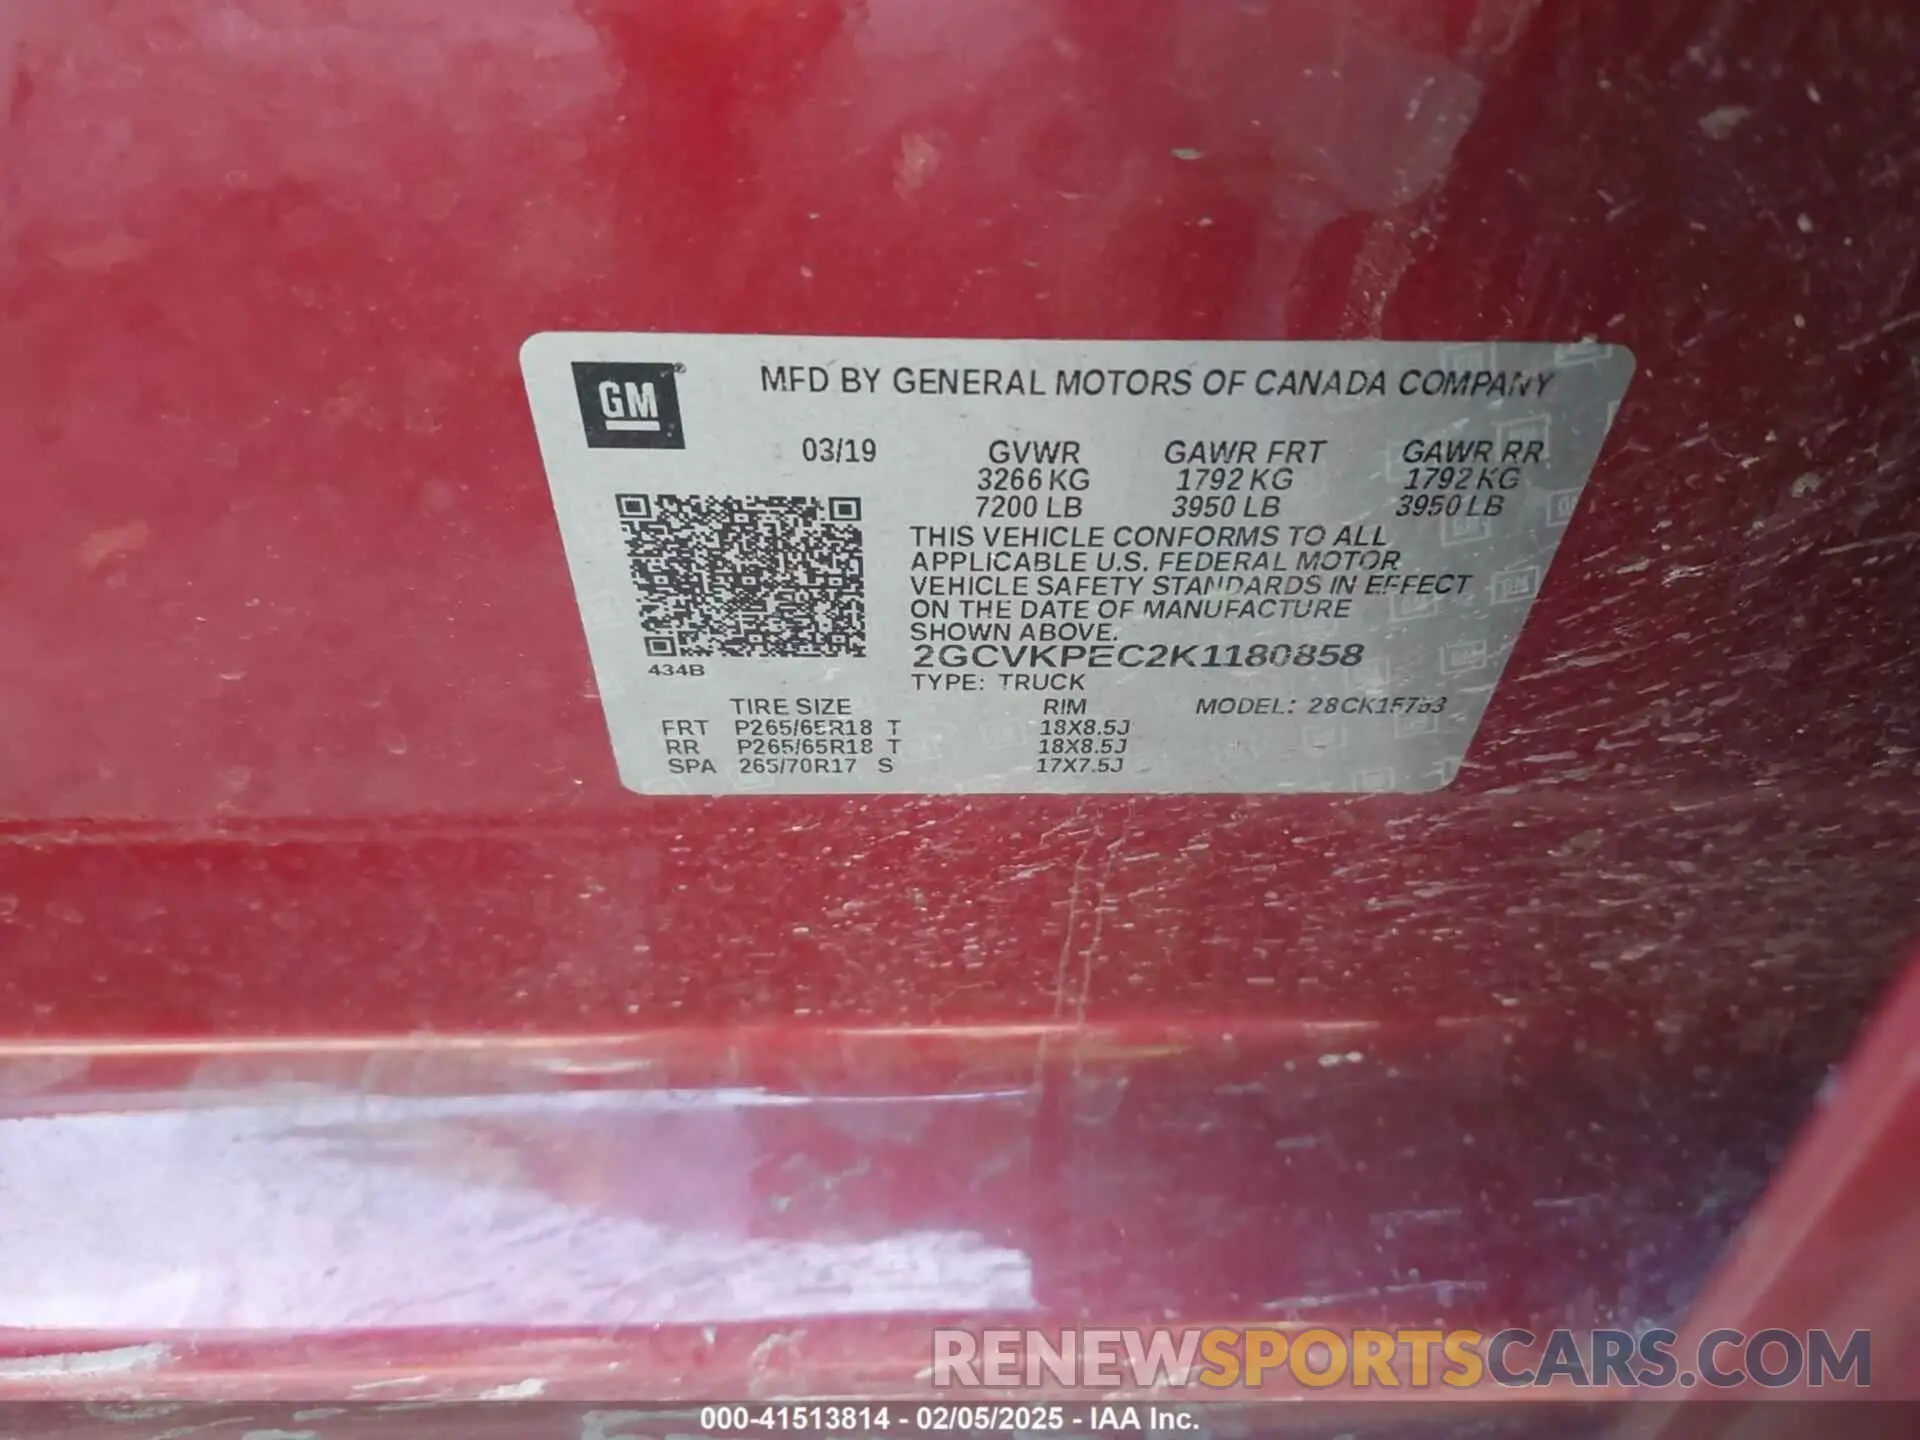 GM ®
MFD BY GENERAL MOTORS OF CANADA COMPANY
03/19 GVWR GAWR FRT GAWR RR
3266 KG 1792 KG 1792 KG
7200 LB 3950 LB 3950 LB
THIS VEHICLE CONFORMS TO ALL
APPLICABLE U.S. FEDERAL MOTOR
VEHICLE SAFETY STANDARDS IN EFFECT
ON THE DATE OF MANUFACTURE
SHOWN ABOVE.
2GCVKPEC2K1180858
434B
TYPE: TRUCK
TIRE SIZE RIM MODEL:
FRT P265/65R18 T 18X8.5J
RR P265/65R18 T 18X8.5J
SPA 265/70R17 S 17X7.5J
RENEWSPORTSCARS.COM
000-41513814 - 02/05/2025 - IAA Inc.